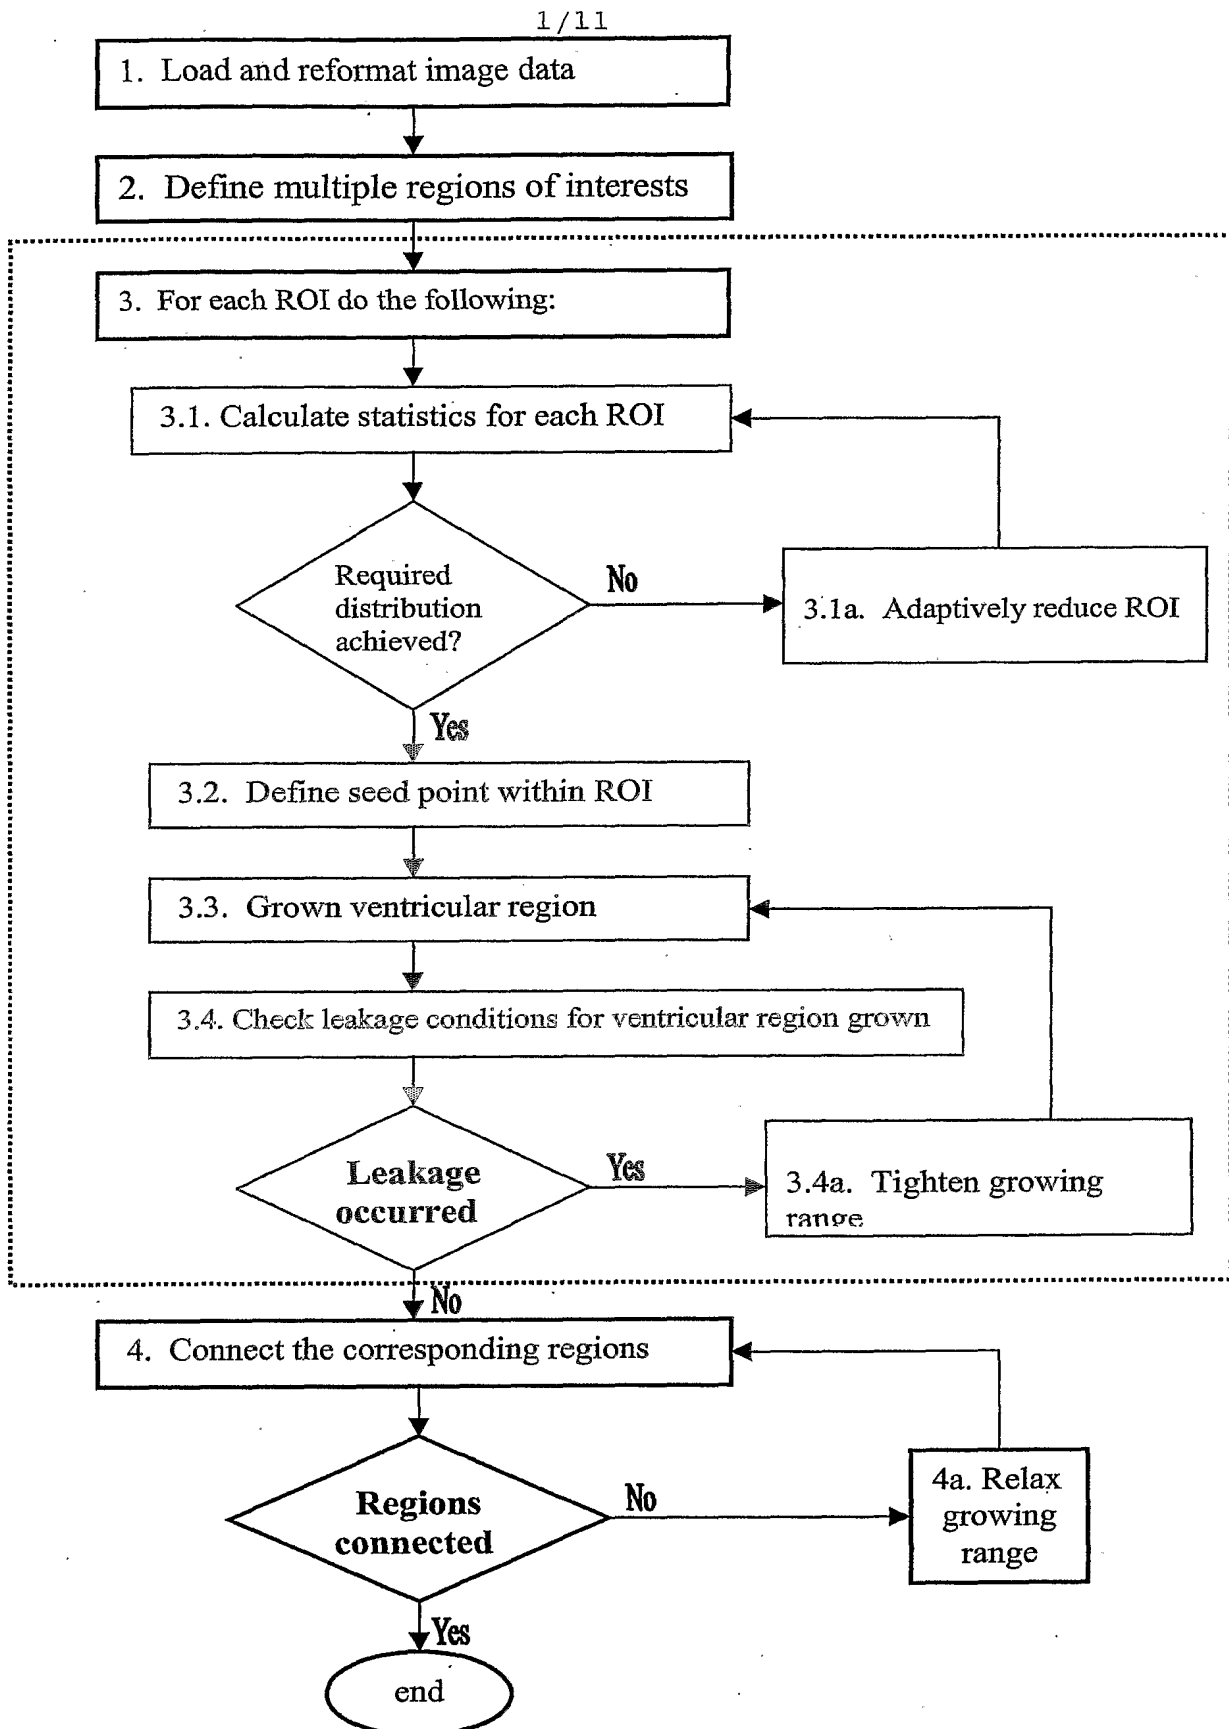 1/11
1. Load and reformat image data
2. Define multiple regions of interests
3. For each ROI do the following:
3.1. Calculate statistics for each ROI
Required
distribution
achieved?
No
3.1a. Adaptively reduce ROI
Yes
3.2. Define seed point within ROI
3.3. Grown ventricular region
3.4. Check leakage conditions for ventricular region grown
Leakage
occurred
Yes
3.4a. Tighten growing
range
No
4. Connect the corresponding regions
Regions
connected
No
4a. Relax
growing
range
Yes
end